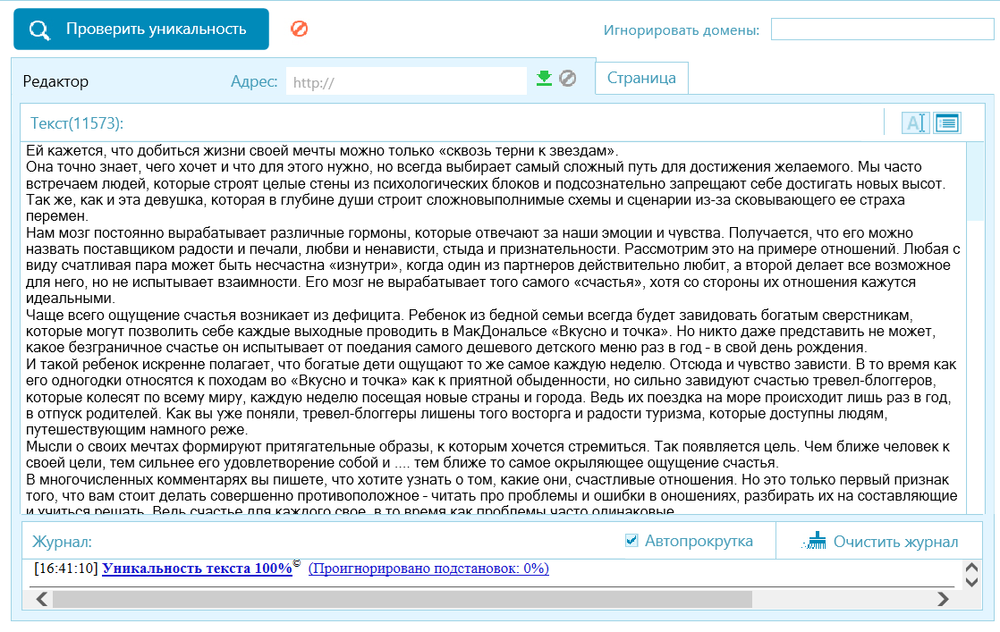 Проверить уникальность
Игнорировать домены:
Редактор
Адрес:
http://
Страница
Текст(11573):
Ей кажется, что добиться жизни своей мечты можно только «сквозь терни к звездам».
Она точно знает, чего хочет и что для этого нужно, но всегда выбирает самый сложный путь для достижения желаемого. Мы часто
встречаем людей, которые строят целые стены из психологических блоков и подсознательно запрещают себе достигать новых высот.
Так же, как и эта девушка, которая в глубине души строит сложновыполнимые схемы и сценарии из-за сковывающего ее страха
перемен.
Нам мозг постоянно вырабатывает различные гормоны, которые отвечают за наши эмоции и чувства. Получается, что его можно
назвать поставщиком радости и печали, любви и ненависти, стыда и признательности. Рассмотрим это на примере отношений. Любая с
виду счатливая пара может быть несчастна «изнутри», когда один из партнеров действительно любит, а второй делает все возможное
для него, но не испытывает взаимности. Его мозг не вырабатывает того самого «счастья», хотя со стороны их отношения кажутся
идеальными.
Чаще всего ощущение счастья возникает из дефицита. Ребенок из бедной семьи всегда будет завидовать богатым сверстникам,
которые могут позволить себе каждые выходные проводить в МакДональсе «Вкусно и точка». Но никто даже представить не может,
какое безграничное счастье он испытывает от поедания самого дешевого детского меню раз в год - в свой день рождения.
И такой ребенок искренне полагает, что богатые дети ощущают то же самое каждую неделю. Отсюда и чувство зависти. В то время как
его одногодки относятся к походам во «Вкусно и точка» как к приятной обыденности, но сильно завидуют счастью тревел-блоггеров,
которые колесят по всему миру, каждую неделю посещая новые страны и города. Ведь их поездка на море происходит лишь раз в год,
в отпуск родителей. Как вы уже поняли, тревел-блоггеры лишены того восторга и радости туризма, которые доступны людям,
путешествующим намного реже.
Мысли о своих мечтах формируют притягательные образы, к которым хочется стремиться. Так появляется цель. Чем ближе человек к
своей цели, тем сильнее его удовлетворение собой и .... тем ближе то самое окрыляющее ощущение счастья.
В многочисленных комментарях вы пишете, что хотите узнать о том, какие они, счастливые отношения. Но это только первый признак
того, что вам стоит делать совершенно противоположное - читать про проблемы и ошибки в оношениях, разбирать их на составляющие
и учиться решать. Ведь счастье для каждого свое, в то время как проблемы часто одинаковые.
Журнал:
Автопрокрутка
Очистить журнал
[16:41:10] Уникальность текста 100%© (Проигнорировано подстановок: 0%)